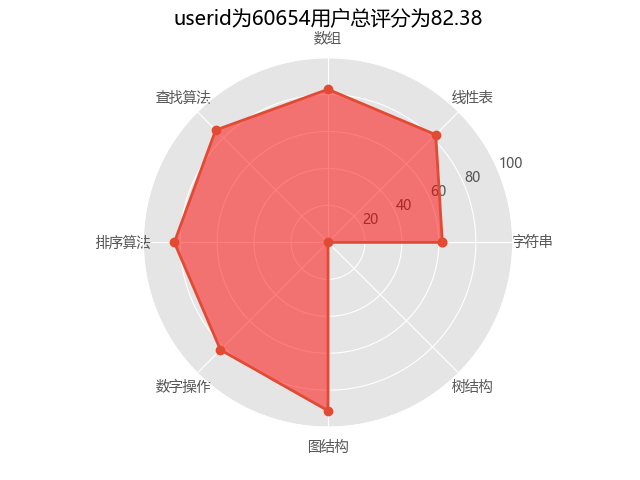 userid为60654用户总评分为82.38
数组
查找算法
线性表
100
80
60
40
20
排序算法
字符串
数字操作
树结构
图结构